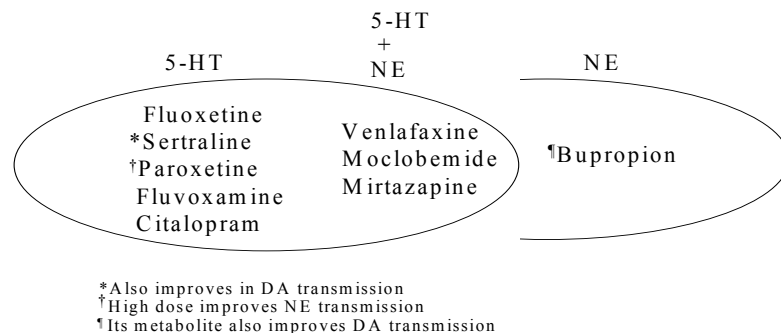 5-HT
5-HT
+
NE
NE
Fluoxetine
*Sertraline
†Paroxetine
Fluvoxamine
Citalopram
Venlafaxine
Moclobemide
Mirtazapine
¶Bupropion
*Also improves in DA transmission
†High dose improves NE transmission
¶Its metabolite also improves DA transmission